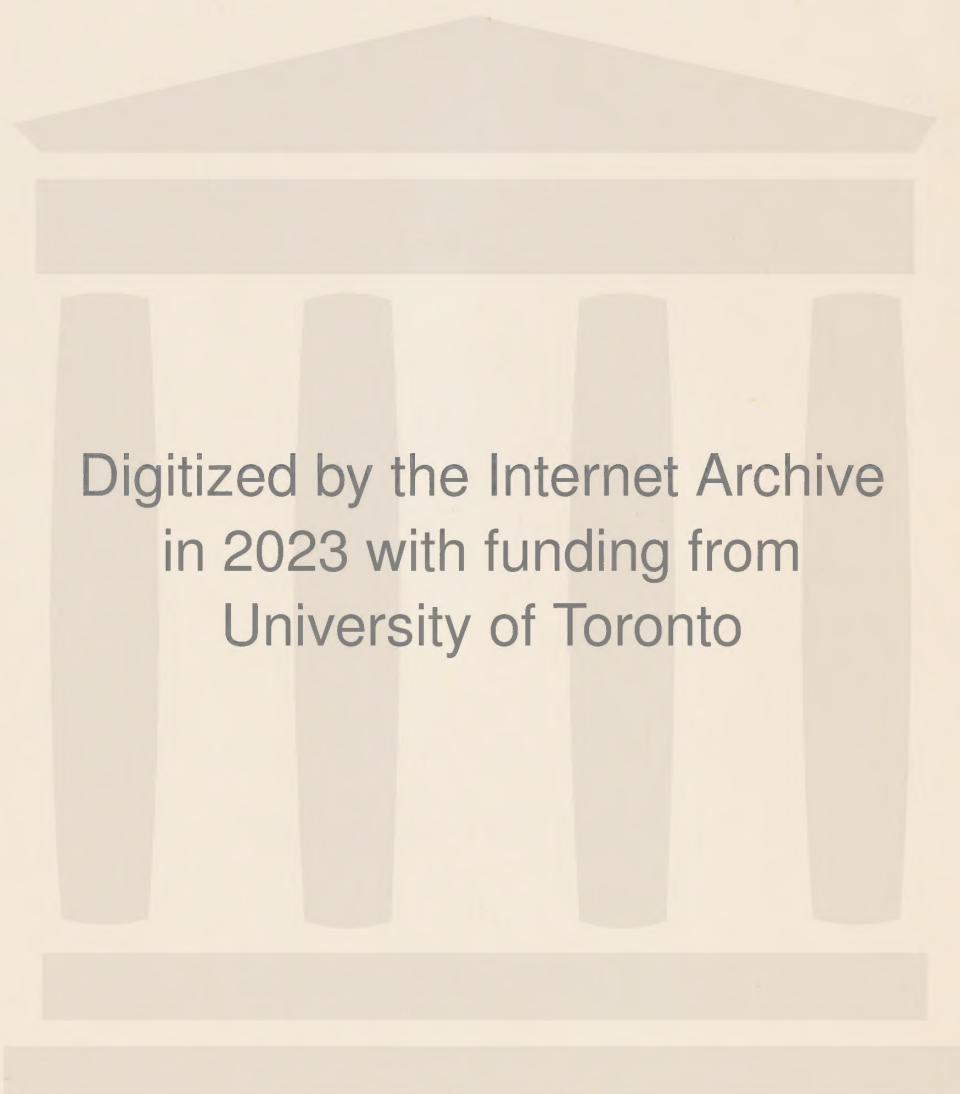 Digitized by the Internet Archive
in 2023 with funding from
University of Toronto